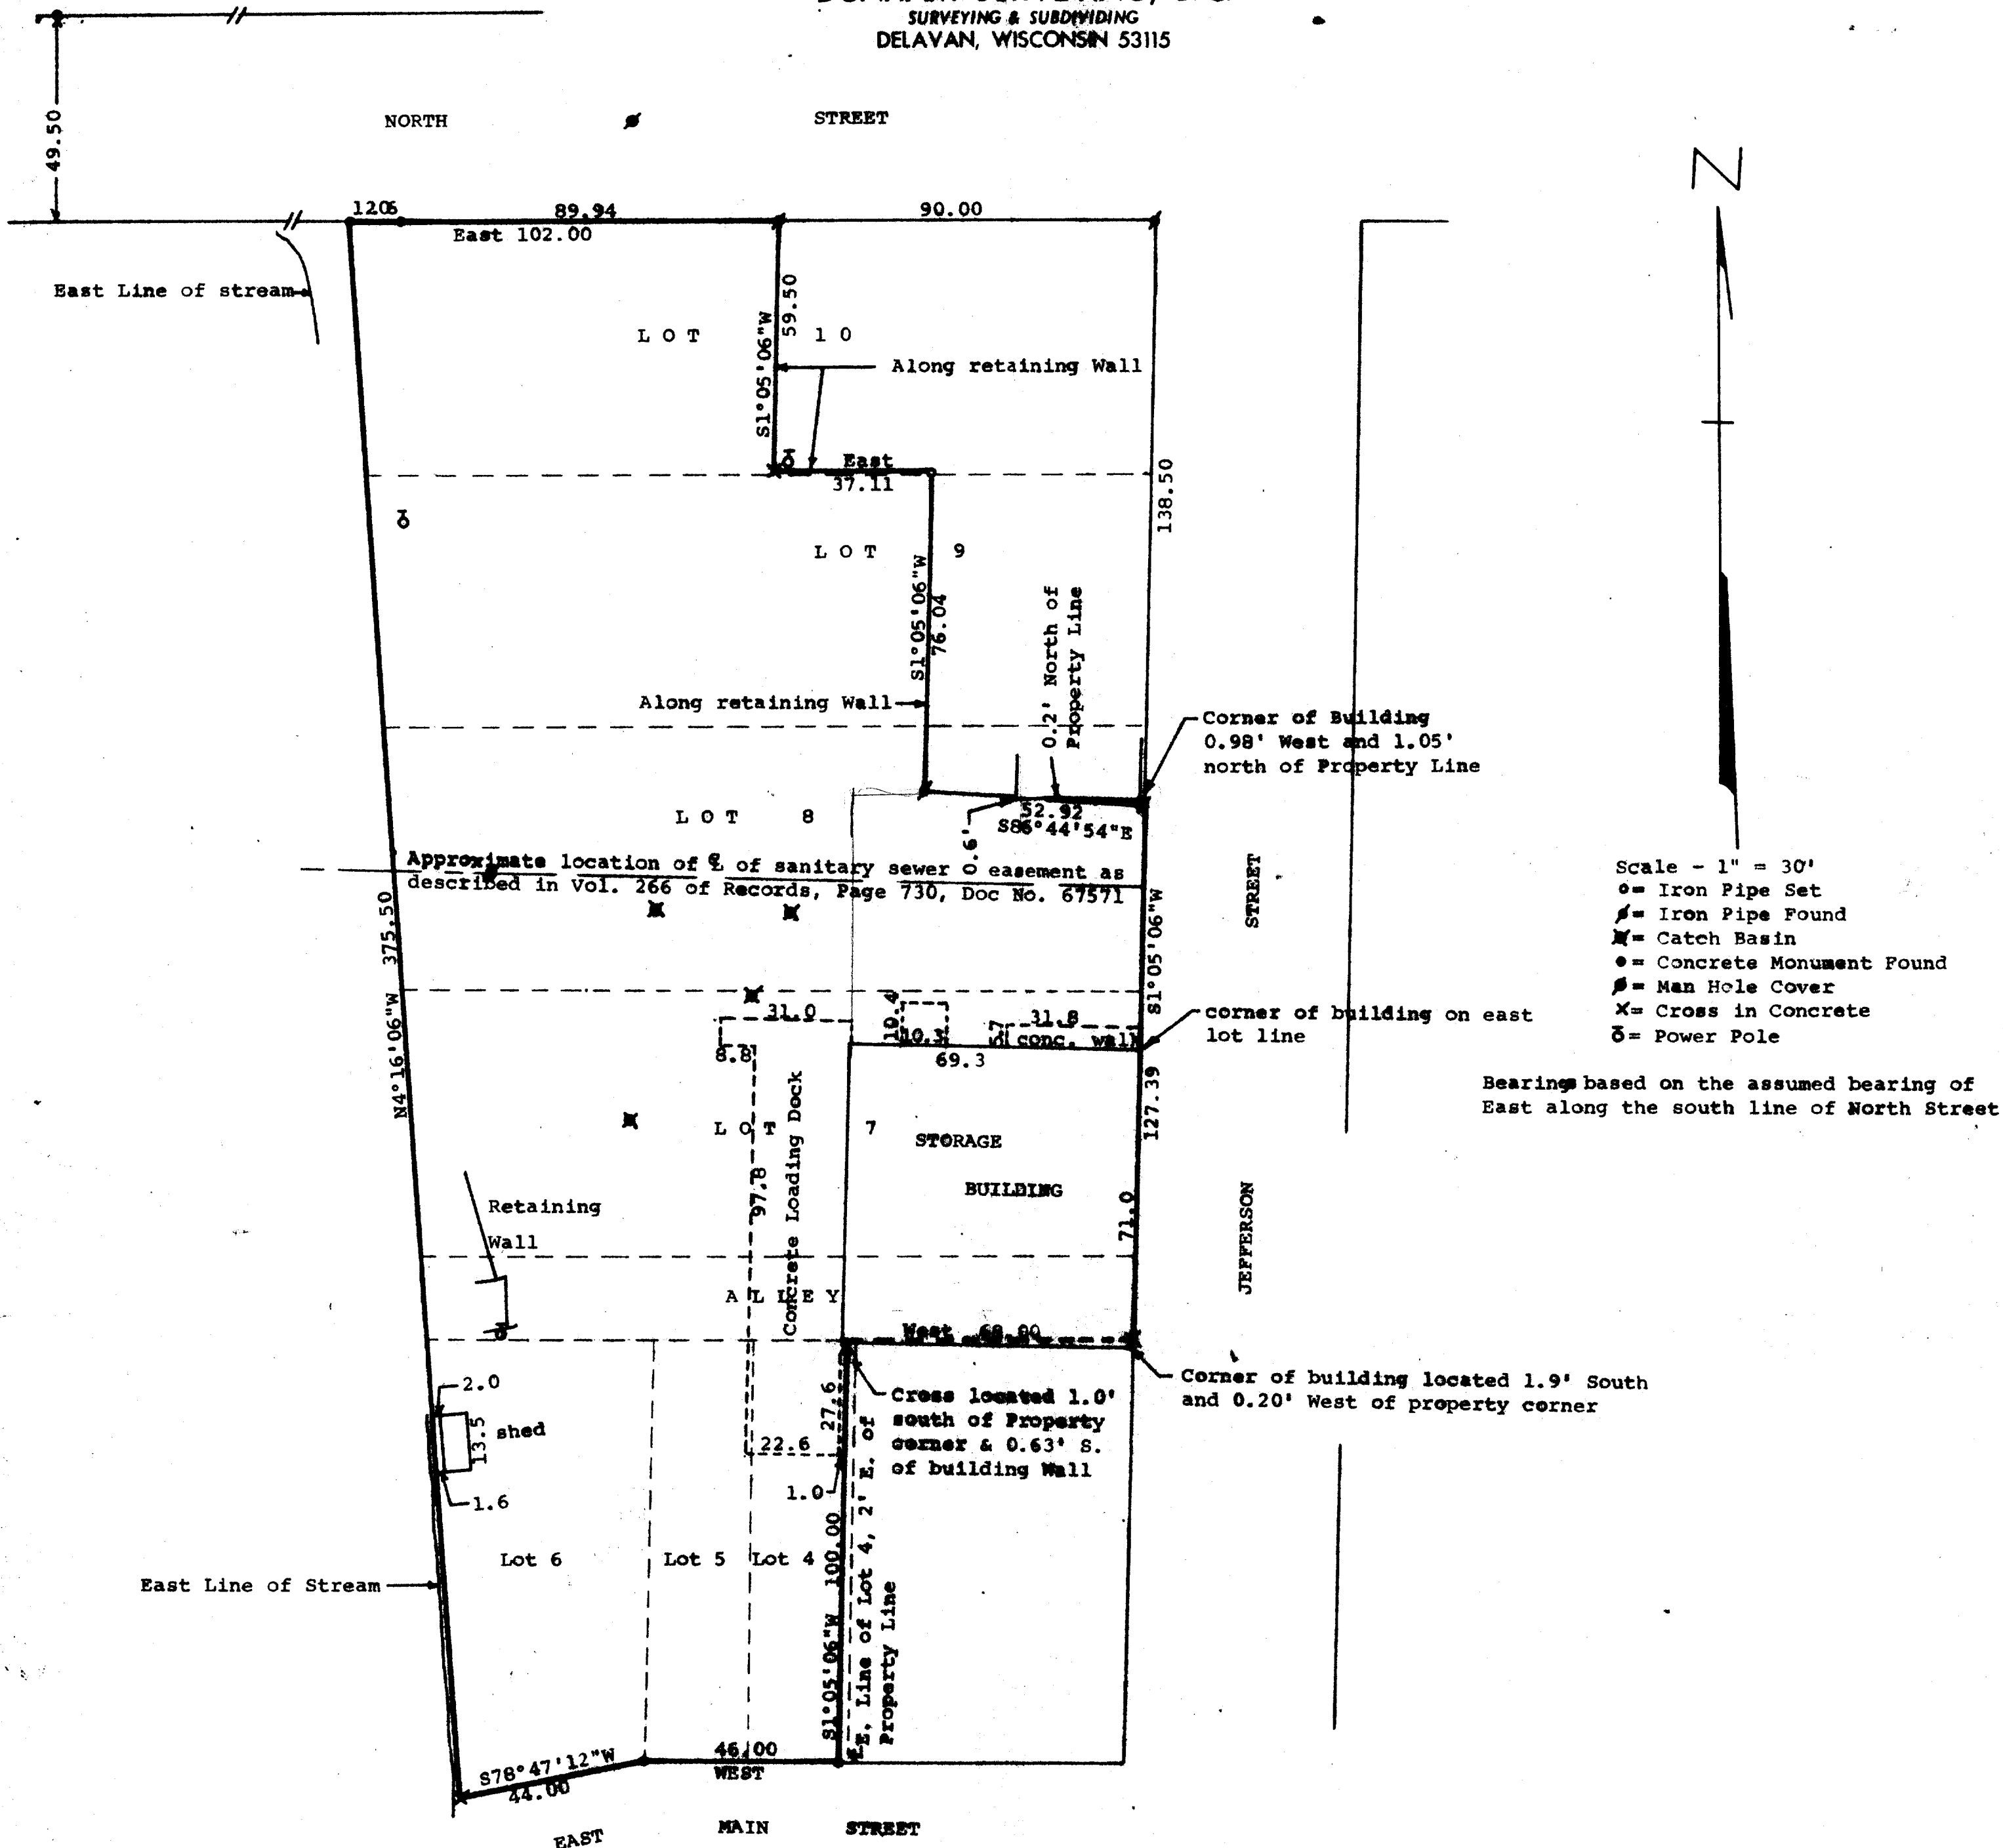 SURVEYING & SUBDIVIDING
DELAVAN, WISCONSIN 53115
49.50
NORTH STREET
12.06
89.94
90.00
East 102.00
East Line of stream
59.50
S1°05'06"W
LOT 10
Along retaining Wall
East
37.11
138.50
LOT 9
S1°05'06"W
76.04
0.2' North of
Property Line
Along retaining Wall
Corner of Building
0.98' West and 1.05'
north of Property Line
LOT 8
52.92
S86°44'54"E
0.6'
Approximate location of ℄ of sanitary sewer easement as
described in Vol. 266 of Records, Page 730, Doc No. 67571
STREET
Scale - 1" = 30'
= Iron Pipe Set
= Iron Pipe Found
= Catch Basin
= Concrete Monument Found
= Man Hole Cover
X= Cross in Concrete
= Power Pole
375.50
N4°16'06"W
S1°05'06"W
31.0
10.4
10.3
5.7
31.8
conc. wall
8.8
69.3
corner of building on east
lot line
Bearings based on the assumed bearing of
East along the south line of North Street
127.39
LOT 7
STORAGE
BUILDING
Concrete Loading Dock
97.8
71.0
Retaining
Wall
JEFFERSON
ALLEY
West 68.00
2.0
13.5
shed
1.6
27.6
22.6
1.0
Cross located 1.0'
south of Property
corner & 0.63' S.
of building Wall
Corner of building located 1.9' South
and 0.20' West of property corner
Lot 6
Lot 5
Lot 4
S1°05'06"W 100.00
E. Line of Lot 4, 2' E. of
Property Line
East Line of Stream
S78°47'12"W
44.00
46.00
WEST
EAST MAIN STREET
N